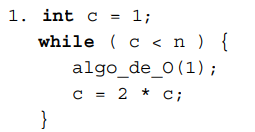 1. int c = 1;
while ( c < n ) {
algo_de_O(1);
c = 2 * c;
}